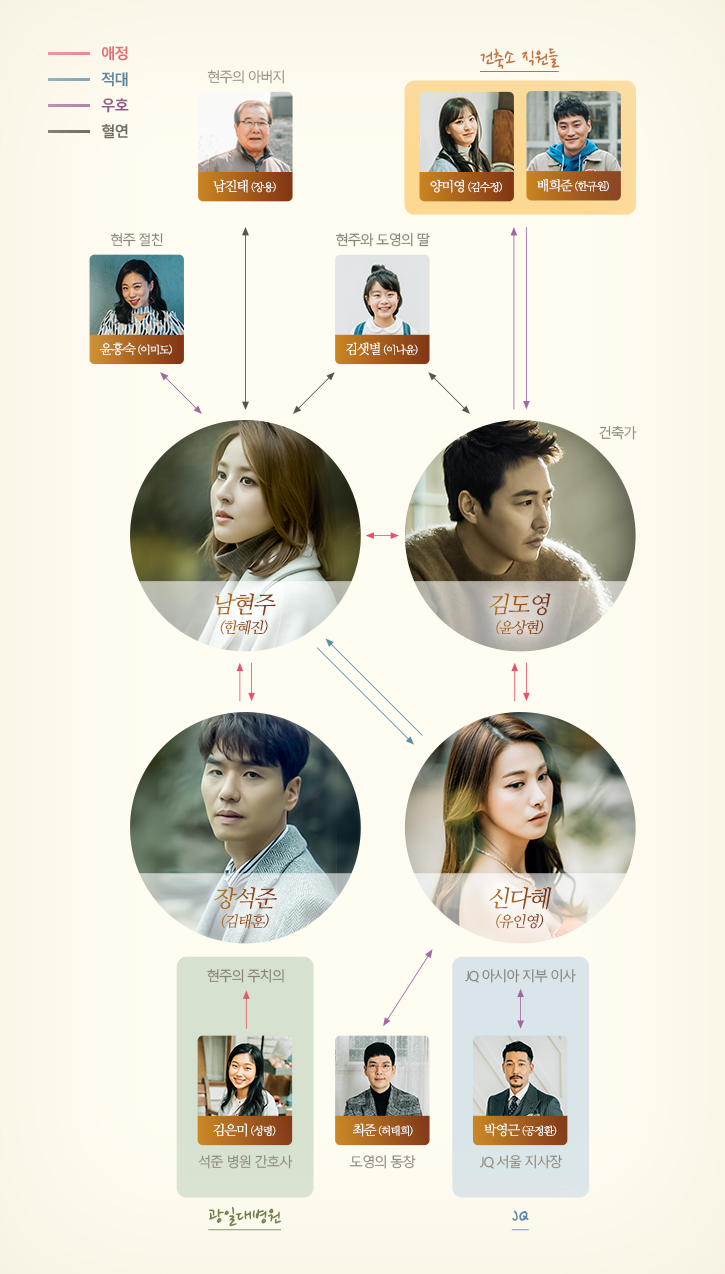 애정
적대
우호
혈연
현주의 아버지
남진태 (장용)
건축소 직원들
양미영 (김수정)
배희준 (한규원)
현주 절친
윤홍숙 (이미도)
현주와 도영의 딸
김샛별 (이나윤)
건축가
남현주
(한혜진)
김도영
(윤상현)
장석준
(김태훈)
신다혜
(유인영)
현주의 주치의
JQ 아시아 지부 이사
김은미 (성령)
최준 (허태희)
박영근 (공정환)
석준 병원 간호사
도영의 동창
JQ 서울 지사장
광일대병원
JQ